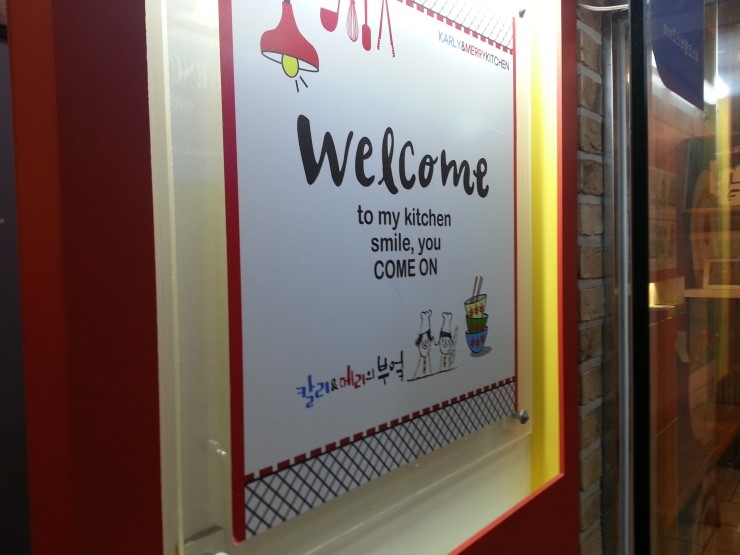 KARLY&MERRYKITCHEN
Welcome
to my kitchen
smile, you
COME ON
칼리&메리의 부엌